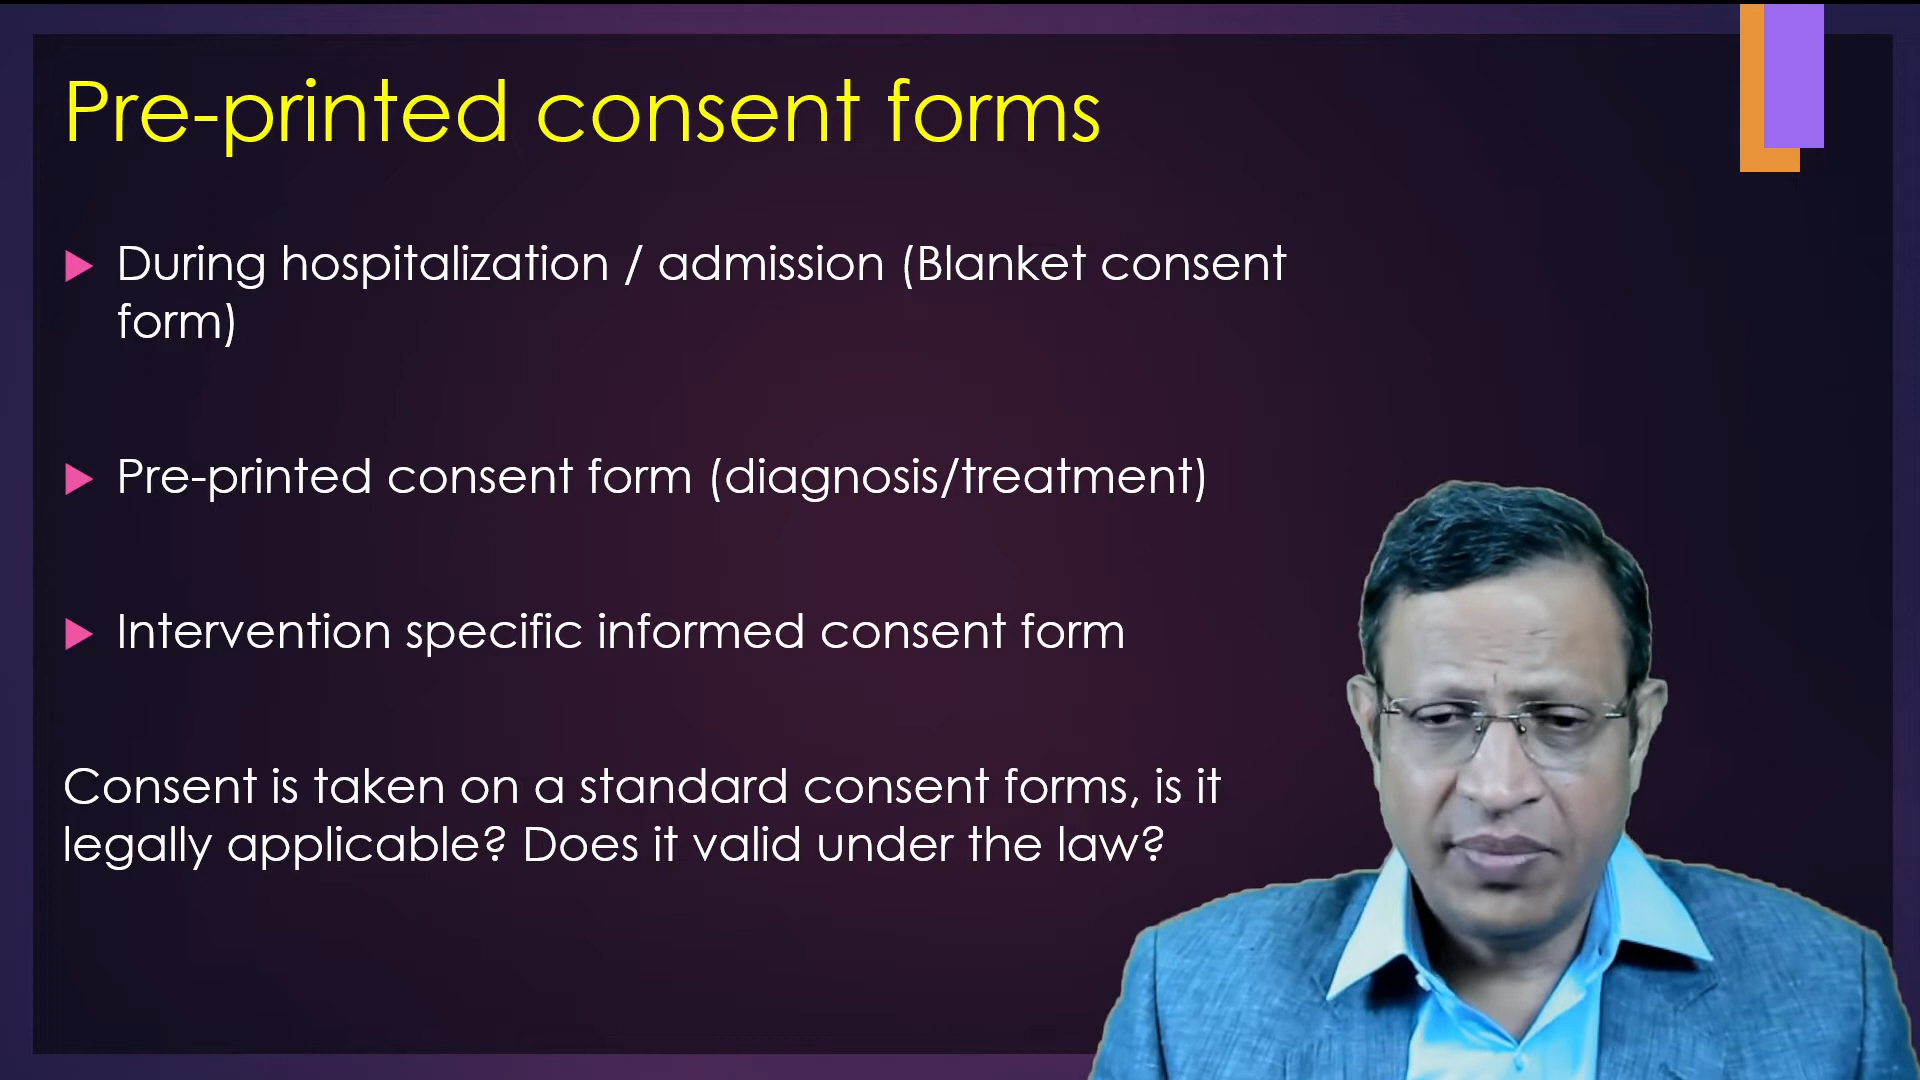 Pre-printed consent forms
During hospitalization / admission (Blanket consent
form)
Pre-printed consent form (diagnosis/treatment)
Intervention specific informed consent form
Consent is taken on a standard consent forms, is it
legally applicable? Does it valid under the law?